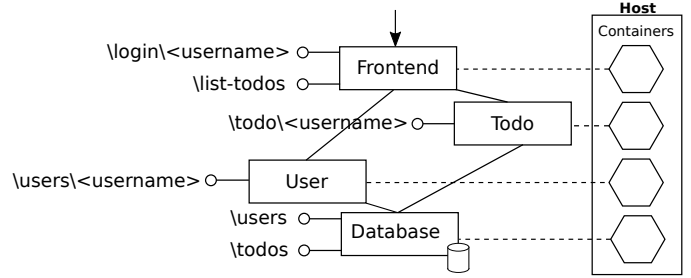 Host
Containers
\login\<username>
Frontend
\list-todos
\todo\<username>
Todo
\users\<username>
User
\users
Database
\todos